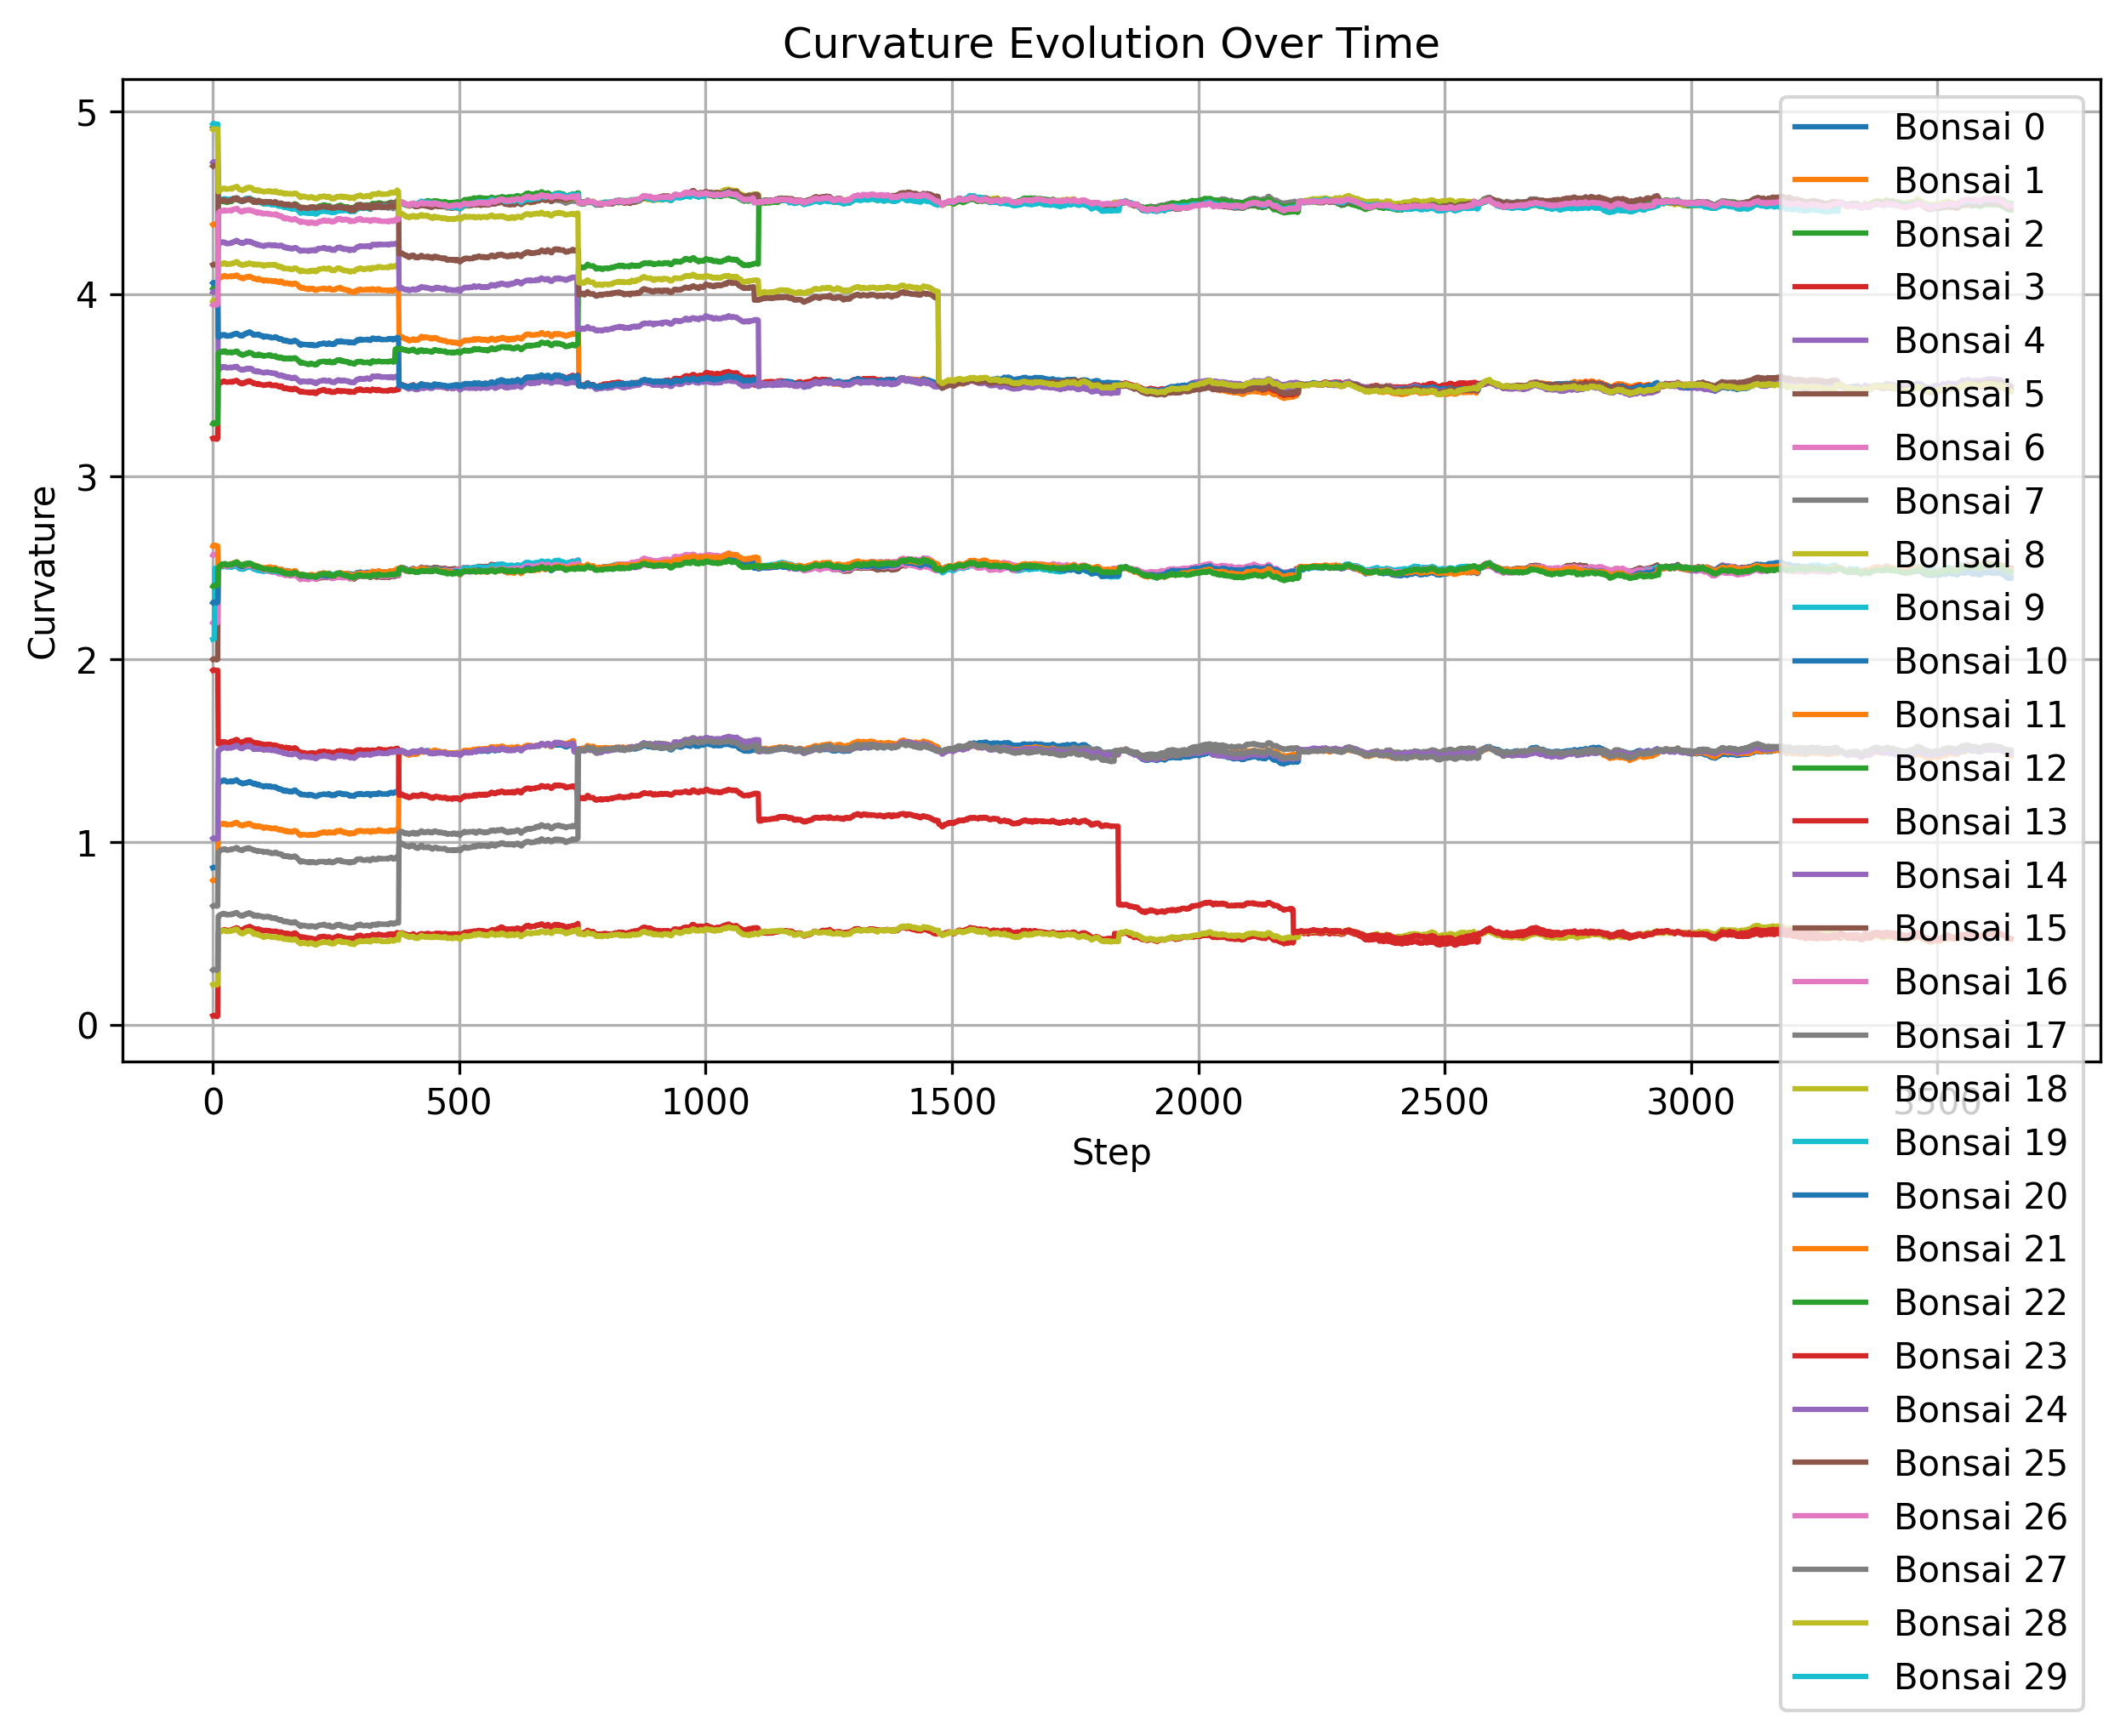 Curvature Evolution Over Time
5
4
3
2
1
0
Curvature
0 500 1000 1500 2000 2500 3000 3500
Step
Bonsai 0
Bonsai 1
Bonsai 2
Bonsai 3
Bonsai 4
Bonsai 5
Bonsai 6
Bonsai 7
Bonsai 8
Bonsai 9
Bonsai 10
Bonsai 11
Bonsai 12
Bonsai 13
Bonsai 14
Bonsai 15
Bonsai 16
Bonsai 17
Bonsai 18
Bonsai 19
Bonsai 20
Bonsai 21
Bonsai 22
Bonsai 23
Bonsai 24
Bonsai 25
Bonsai 26
Bonsai 27
Bonsai 28
Bonsai 29